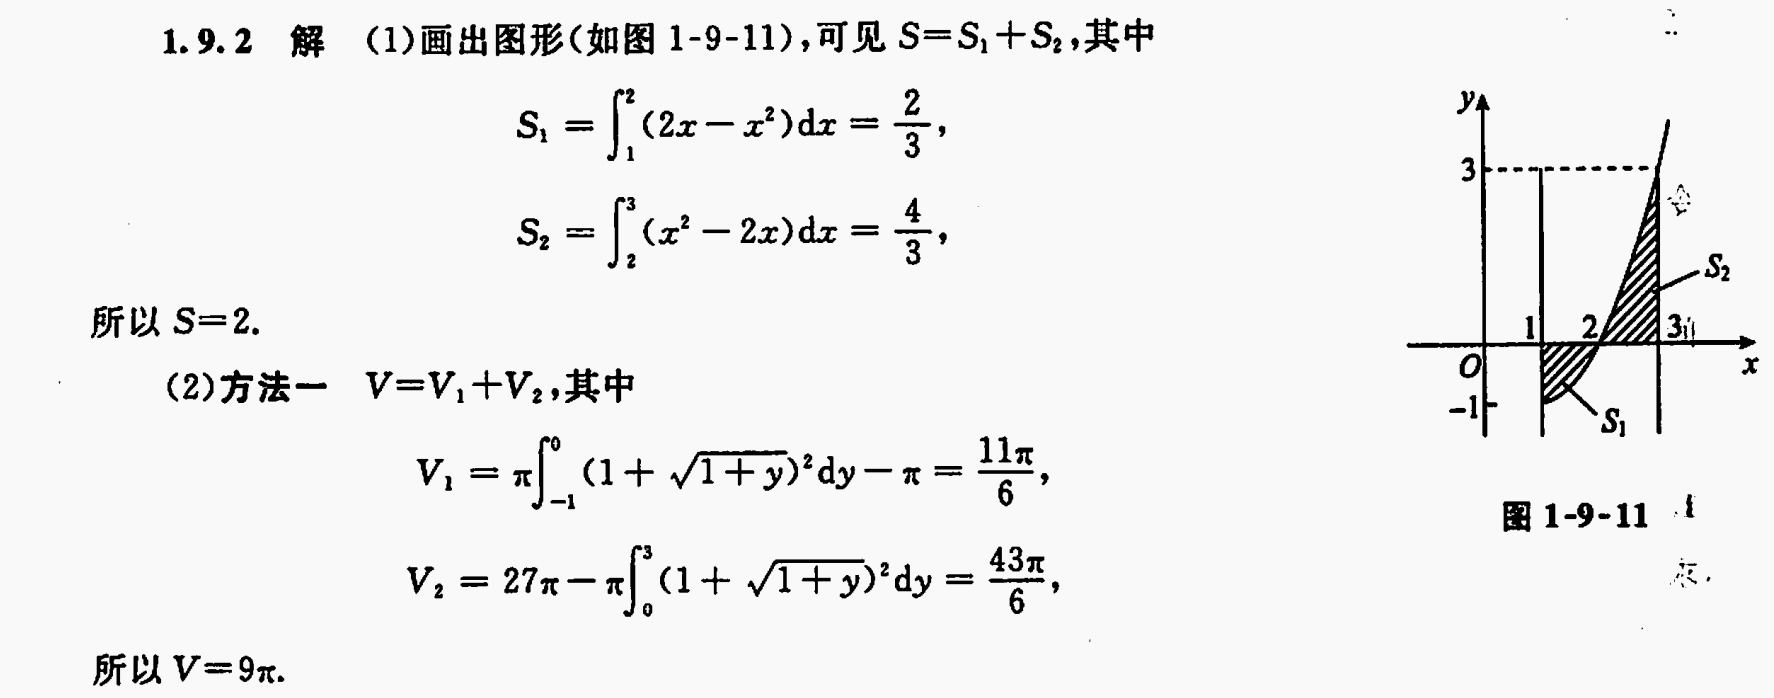 1.9.2 解 (1)画出图形(如图 1-9-11),可见 S=S₁+S₂,其中
S₁ = ∫₁² (2x − x²)dx = 2/3,
S₂ = ∫₂³ (x² − 2x)dx = 4/3,
所以 S=2.
(2)方法一 V=V₁+V₂,其中
V₁ = π∫₋₁⁰ (1 + √(1+y))² dy − π = 11π/6,
V₂ = 27π − π∫₀³ (1 + √(1+y))² dy = 43π/6,
所以 V=9π.
y
3
S₂
1 2 3
O x
−1
S₁
图 1-9-11